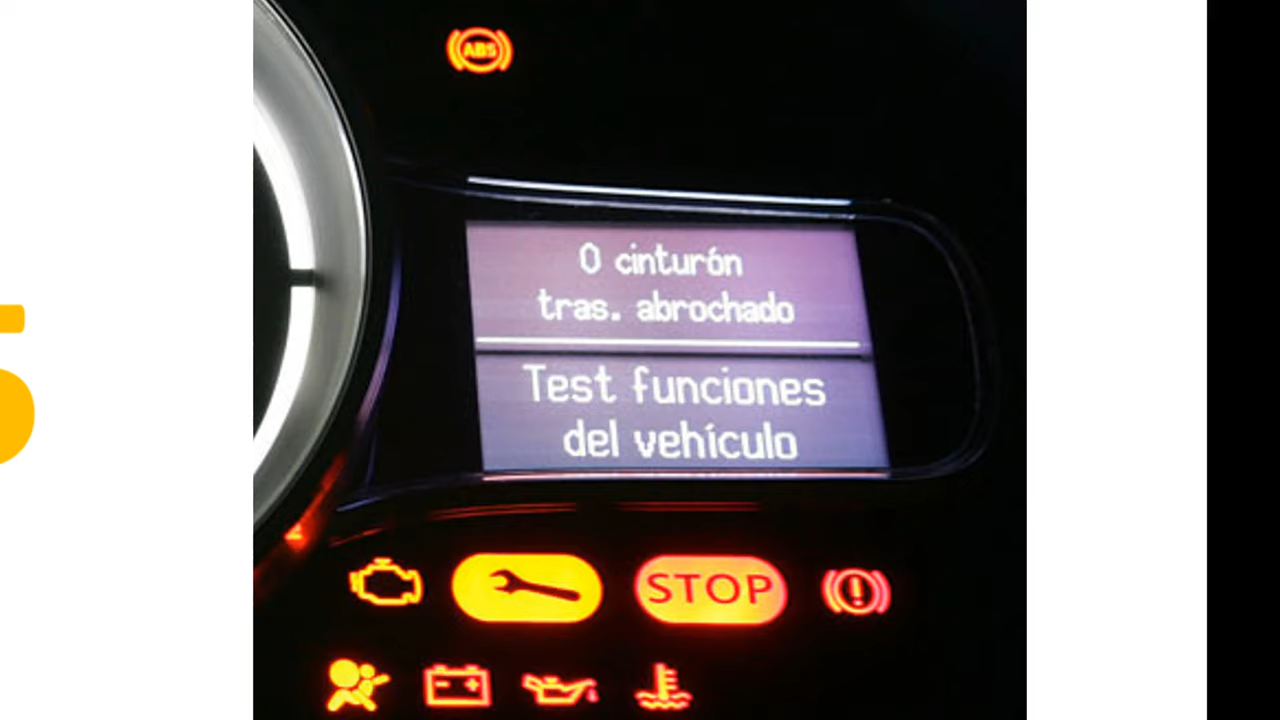 ABS
0 cinturón
tras. abrochado
Test funciones
del vehículo
STOP